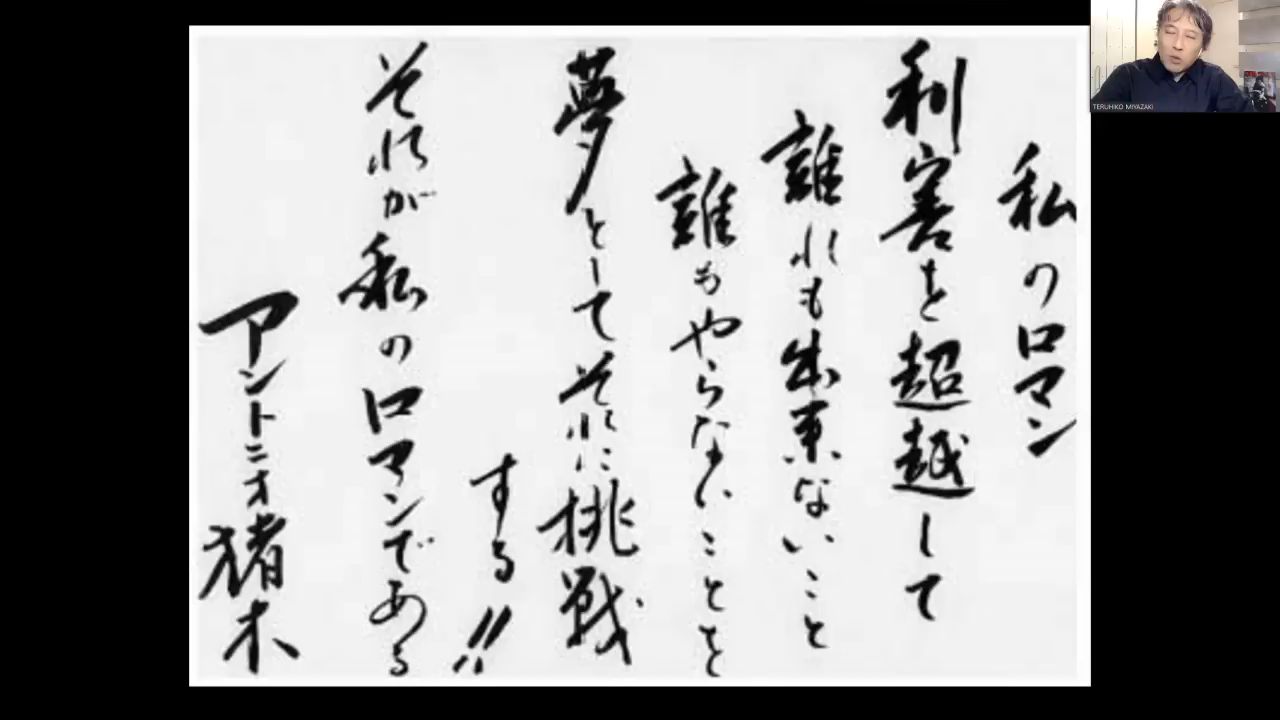 私のロマン
利害を超越して
誰れも出来ないこと
誰もやらないことを
夢としてそれに挑戦
する!!
それが私のロマンである
アントニオ猪木
TERUHIKO MIYAZAKI